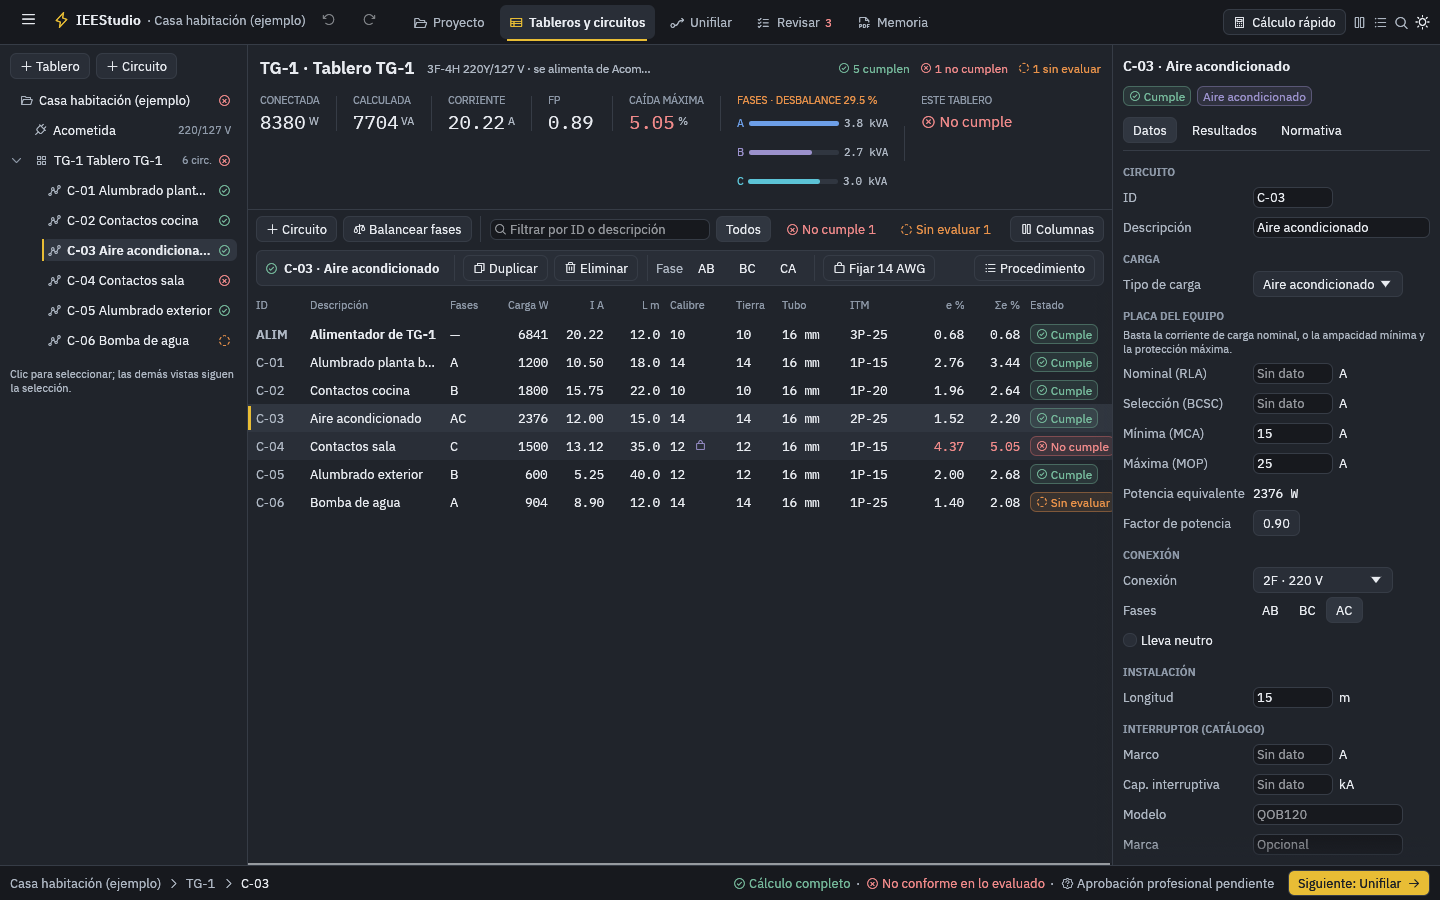 IEEStudio · Casa habitación (ejemplo)
Proyecto
Tableros y circuitos
Unifilar
Revisar 3
Memoria
Cálculo rápido
Tablero
Circuito
Casa habitación (ejemplo)
Acometida 220/127 V
TG-1 Tablero TG-1 6 circ.
C-01 Alumbrado plant...
C-02 Contactos cocina
C-03 Aire acondiciona...
C-04 Contactos sala
C-05 Alumbrado exterior
C-06 Bomba de agua
Clic para seleccionar; las demás vistas siguen
la selección.
TG-1 · Tablero TG-1 3F-4H 220Y/127 V · se alimenta de Acom...
5 cumplen 1 no cumplen 1 sin evaluar
CONECTADA
8380 W
CALCULADA
7704 VA
CORRIENTE
20.22 A
FP
0.89
CAÍDA MÁXIMA
5.05 %
FASES · DESBALANCE 29.5 %
A 3.8 kVA
B 2.7 kVA
C 3.0 kVA
ESTE TABLERO
No cumple
Circuito
Balancear fases
Filtrar por ID o descripción
Todos
No cumple 1
Sin evaluar 1
Columnas
C-03 · Aire acondicionado
Duplicar
Eliminar
Fase AB BC CA
Fijar 14 AWG
Procedimiento
ID Descripción Fases Carga W I A L m Calibre Tierra Tubo ITM e % Σe % Estado
ALIM Alimentador de TG-1 — 6841 20.22 12.0 10 10 16 mm 3P-25 0.68 0.68 Cumple
C-01 Alumbrado planta b... A 1200 10.50 18.0 14 14 16 mm 1P-15 2.76 3.44 Cumple
C-02 Contactos cocina B 1800 15.75 22.0 10 10 16 mm 1P-20 1.96 2.64 Cumple
C-03 Aire acondicionado AC 2376 12.00 15.0 14 14 16 mm 2P-25 1.52 2.20 Cumple
C-04 Contactos sala C 1500 13.12 35.0 12 12 16 mm 1P-15 4.37 5.05 No cumple
C-05 Alumbrado exterior B 600 5.25 40.0 12 12 16 mm 1P-15 2.00 2.68 Cumple
C-06 Bomba de agua A 904 8.90 12.0 14 14 16 mm 1P-25 1.40 2.08 Sin evaluar
C-03 · Aire acondicionado
Cumple Aire acondicionado
Datos Resultados Normativa
CIRCUITO
ID C-03
Descripción Aire acondicionado
CARGA
Tipo de carga Aire acondicionado
PLACA DEL EQUIPO
Basta la corriente de carga nominal, o la ampacidad mínima y
la protección máxima.
Nominal (RLA) Sin dato A
Selección (BCSC) Sin dato A
Mínima (MCA) 15 A
Máxima (MOP) 25 A
Potencia equivalente 2376 W
Factor de potencia 0.90
CONEXIÓN
Conexión 2F · 220 V
Fases AB BC AC
Lleva neutro
INSTALACIÓN
Longitud 15 m
INTERRUPTOR (CATÁLOGO)
Marco Sin dato A
Cap. interruptiva Sin dato kA
Modelo QOB120
Marca Opcional
Casa habitación (ejemplo) > TG-1 > C-03
Cálculo completo · No conforme en lo evaluado · Aprobación profesional pendiente
Siguiente: Unifilar →